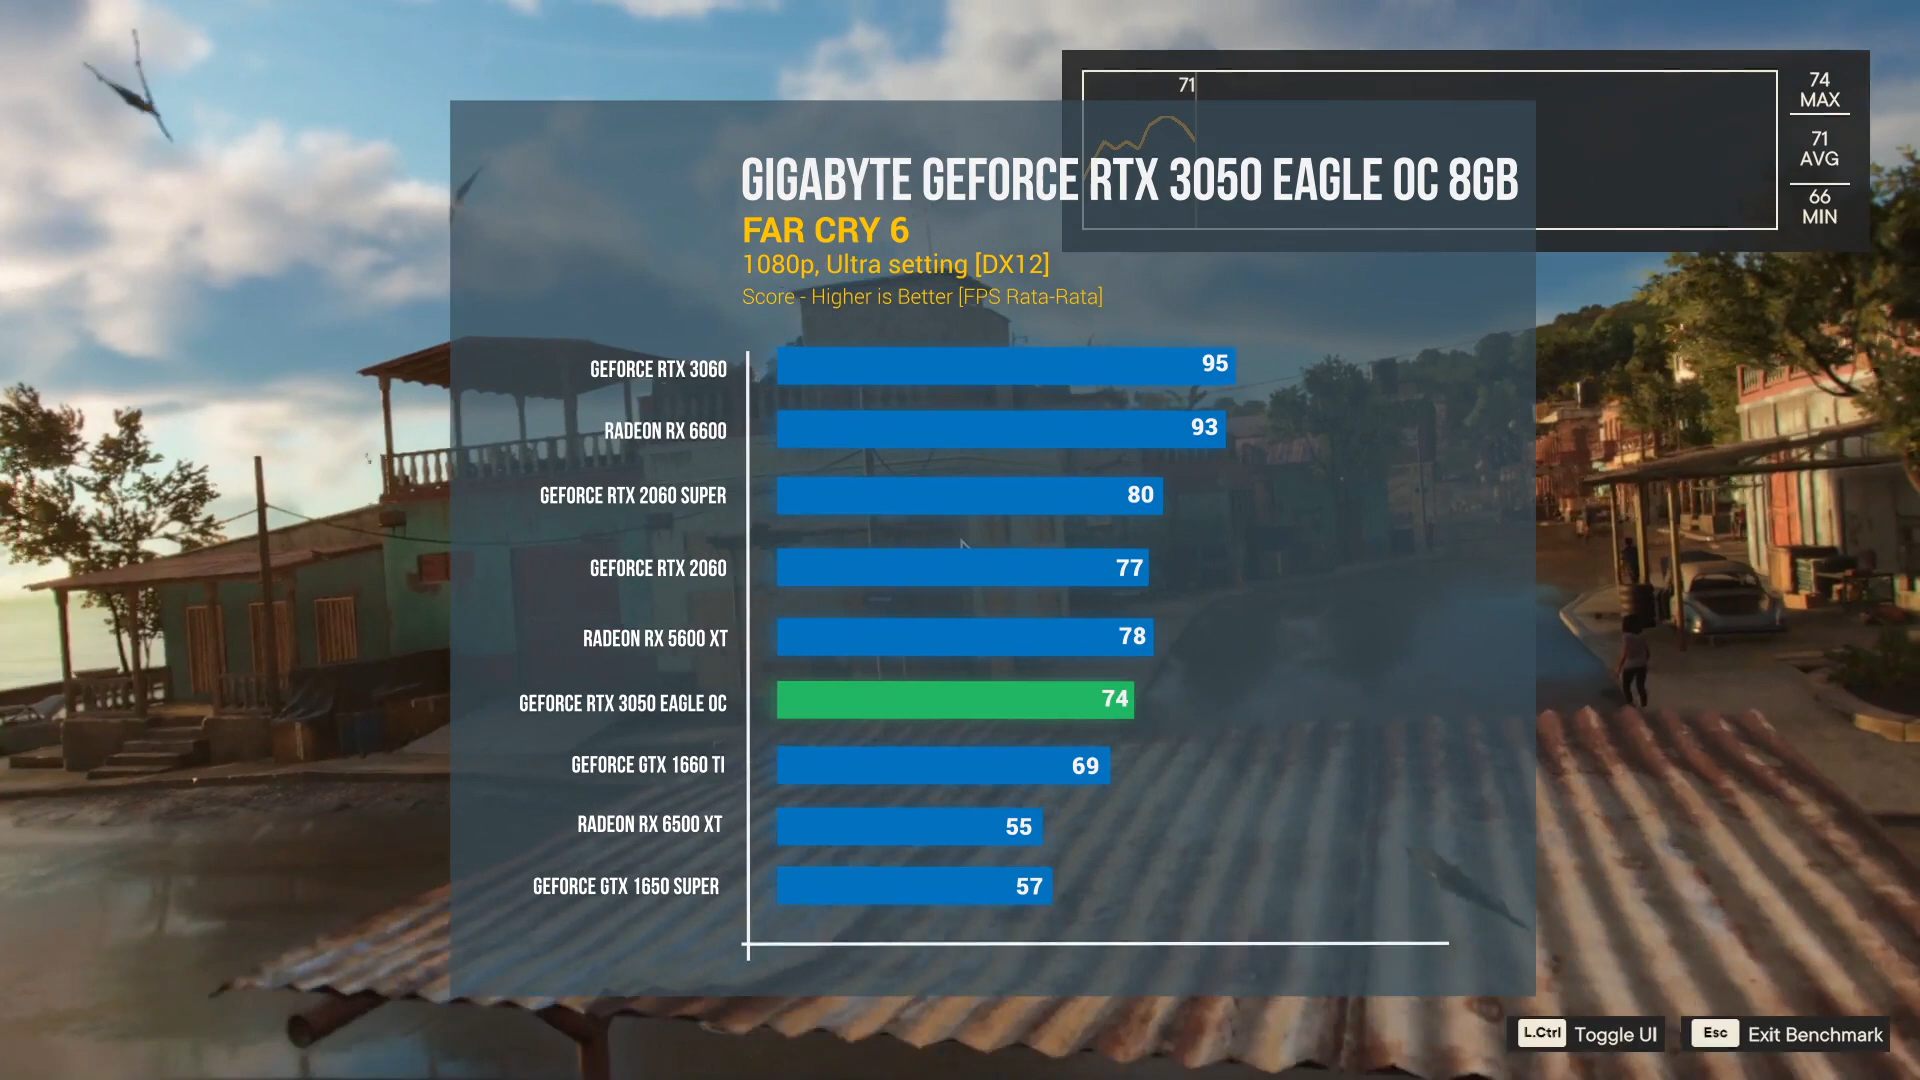 71
74
MAX
71
AVG
66
MIN
GIGABYTE GEFORCE RTX 3050 EAGLE OC 8GB
FAR CRY 6
1080p, Ultra setting [DX12]
Score - Higher is Better [FPS Rata-Rata]
GEFORCE RTX 3060 95
RADEON RX 6600 93
GEFORCE RTX 2060 SUPER 80
GEFORCE RTX 2060 77
RADEON RX 5600 XT 78
GEFORCE RTX 3050 EAGLE OC 74
GEFORCE GTX 1660 TI 69
RADEON RX 6500 XT 55
GEFORCE GTX 1650 SUPER 57
L.Ctrl Toggle UI Esc Exit Benchmark